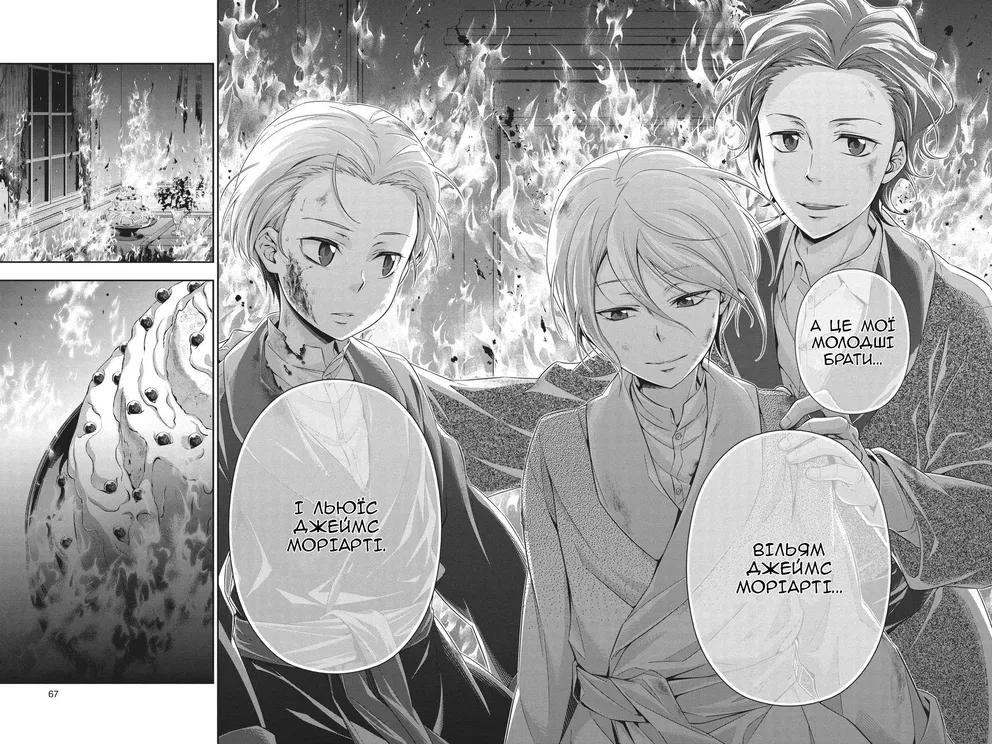 А ЦЕ МОЇ
МОЛОДШІ
БРАТИ...
ВІЛЬЯМ
ДЖЕЙМС
МОРІАРТІ...
І ЛЬЮЇС
ДЖЕЙМС
МОРІАРТІ.
67